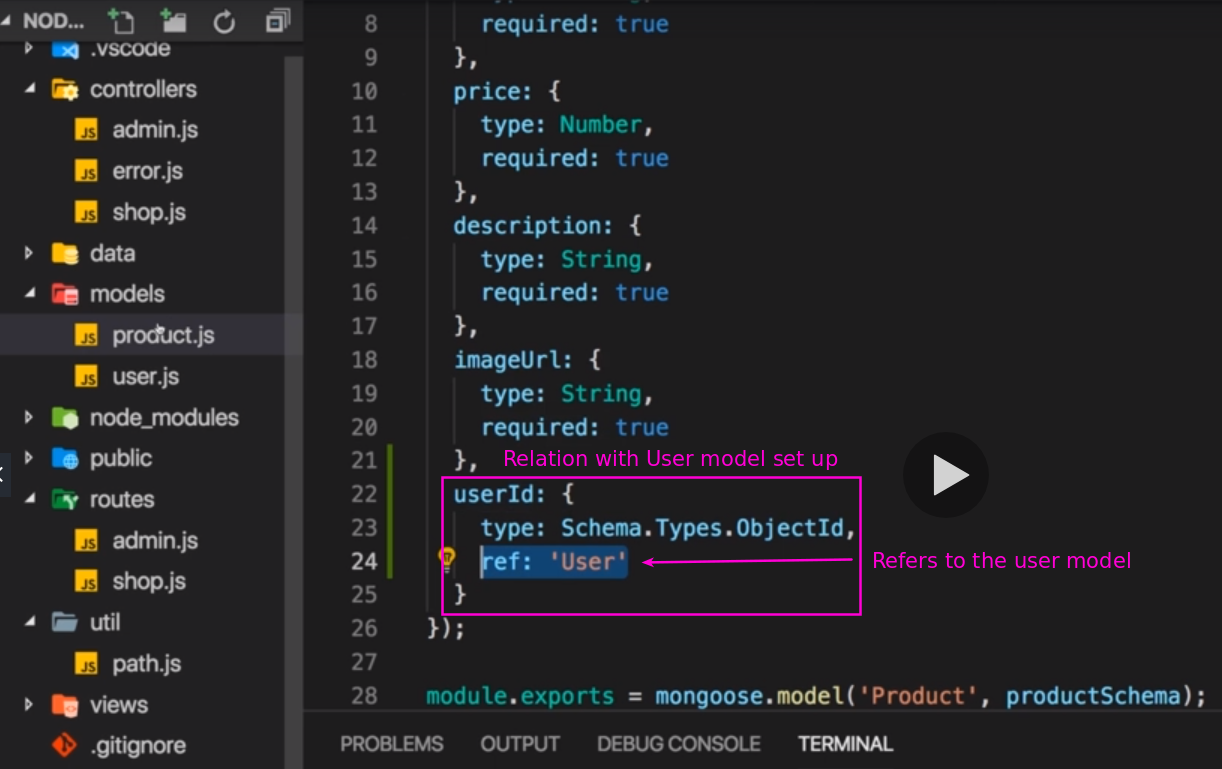 NOD...
.vscode
controllers
admin.js
error.js
shop.js
data
models
product.js
user.js
node_modules
public
routes
admin.js
shop.js
util
path.js
views
.gitignore
8 required: true
9 },
10 price: {
11 type: Number,
12 required: true
13 },
14 description: {
15 type: String,
16 required: true
17 },
18 imageUrl: {
19 type: String,
20 required: true
21 }, Relation with User model set up
22 userId: {
23 type: Schema.Types.ObjectId,
24 ref: 'User' Refers to the user model
25 }
26 });
27
28 module.exports = mongoose.model('Product', productSchema);
PROBLEMS OUTPUT DEBUG CONSOLE TERMINAL